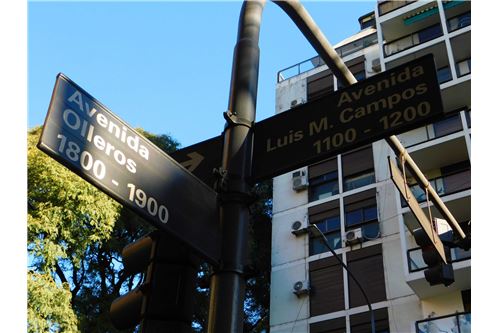 Avenida
Olleros
1800 - 1900
Avenida
Luis M. Campos
1100 - 1200